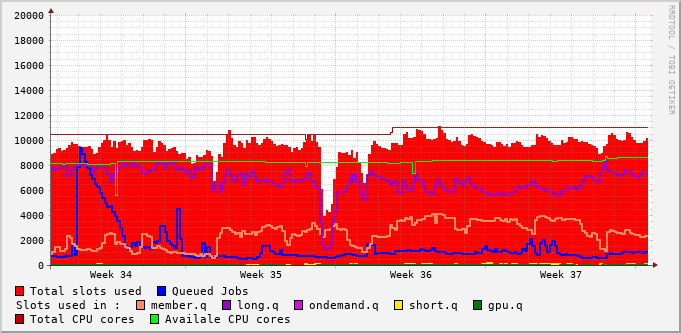 RRDTOOL / TOBI OETIKER
20000
18000
16000
14000
12000
10000
8000
6000
4000
2000
0
Week 34 Week 35 Week 36 Week 37
Total slots used Queued Jobs
Slots used in : member.q long.q ondemand.q short.q gpu.q
Total CPU cores Availale CPU cores